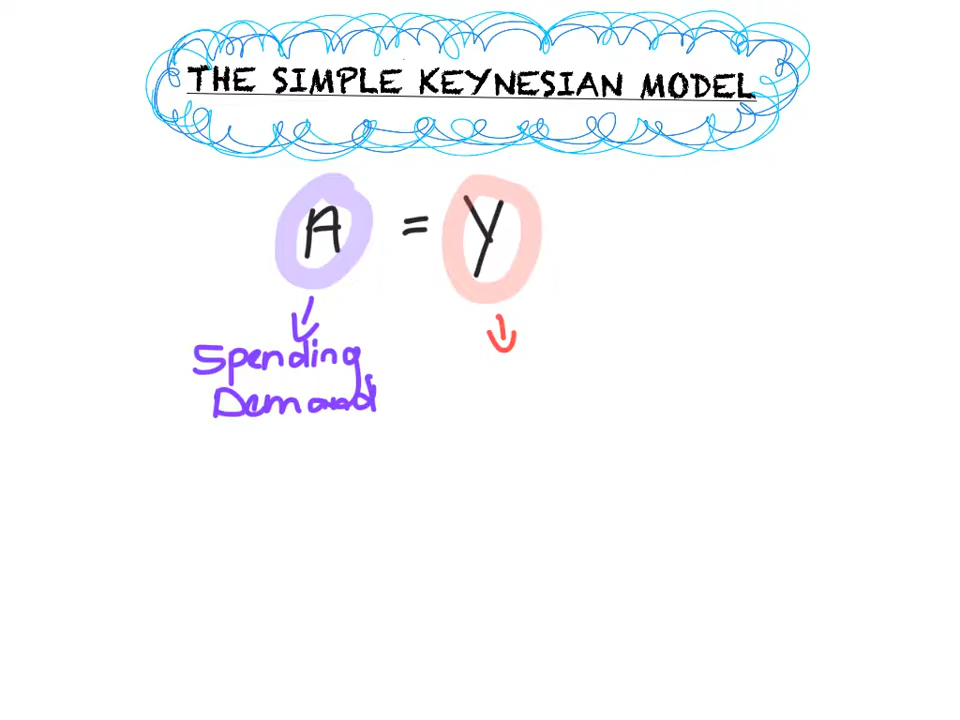 THE SIMPLE KEYNESIAN MODEL
A = Y
Spending
Demand